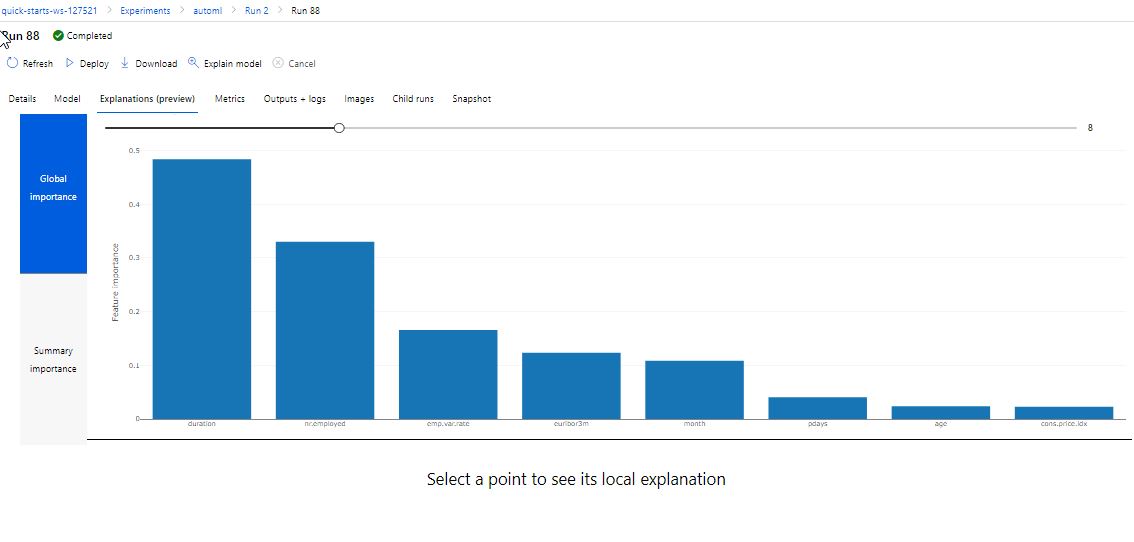 quick-starts-ws-127521 > Experiments > automl > Run 2 > Run 88
Run 88 Completed
Refresh Deploy Download Explain model Cancel
Details Model Explanations (preview) Metrics Outputs + logs Images Child runs Snapshot
8
Global
importance
Summary
importance
Feature importance
0.5
0.4
0.3
0.2
0.1
0
duration nr.employed emp.var.rate euribor3m month pdays age cons.price.idx
Select a point to see its local explanation